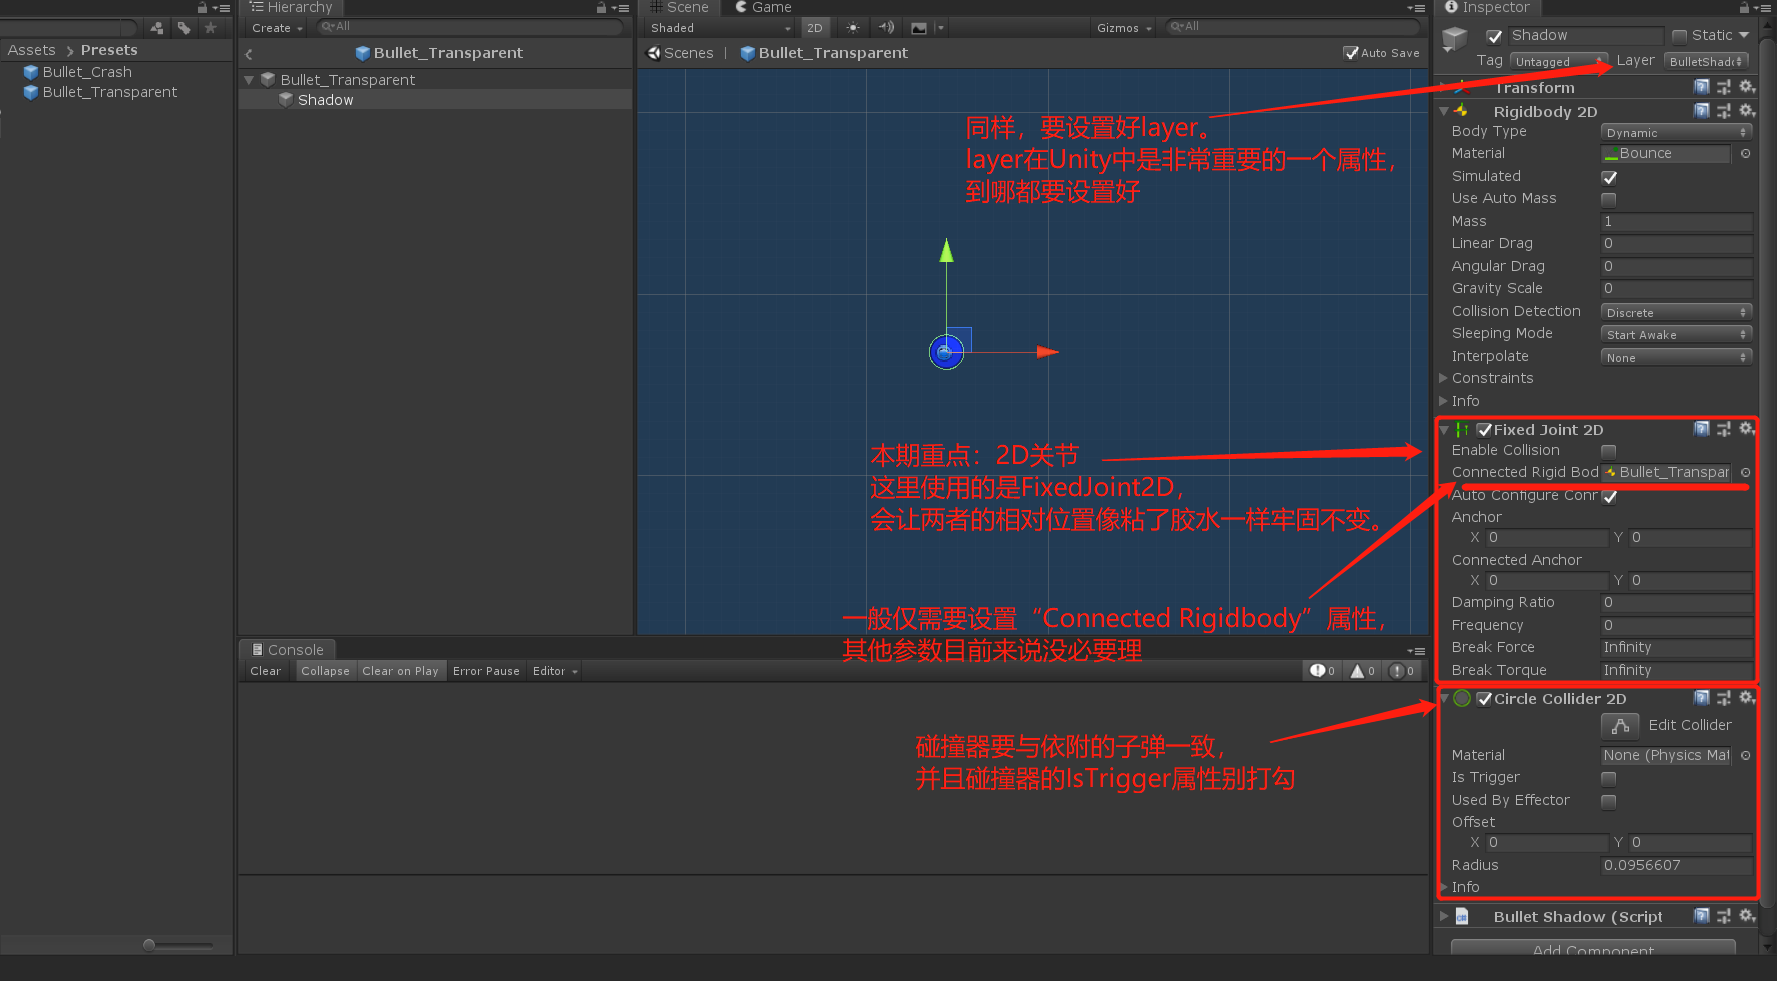 Hierarchy
Scene
Game
Inspector
Create
All
Shaded
2D
Gizmos
All
Shadow
Static
Assets
Presets
Bullet_Transparent
Scenes
Bullet_Transparent
Auto Save
Tag
Untagged
Layer
Bullet_Crash
Bullet_Transparent
Bullet_Transparent
Shadow
Transform
Rigidbody 2D
Body Type
Dynamic
Material
Bounce
Simulated
Use Auto Mass
Mass
1
Linear Drag
0
Angular Drag
0
Gravity Scale
0
Collision Detection
Discrete
Sleeping Mode
Start Awake
Interpolate
None
Constraints
Info
同样，要设置好layer。
layer在Unity中是非常重要的一个属性，
到哪都要设置好
Fixed Joint 2D
Enable Collision
Connected Rigid Bod
Bullet_Transpar
Auto Configure Conr
Anchor
X 0 Y 0
Connected Anchor
X 0 Y 0
Damping Ratio
0
Frequency
0
Break Force
Infinity
Break Torque
Infinity
本期重点：2D关节
这里使用的是FixedJoint2D，
会让两者的相对位置像粘了胶水一样牢固不变。
一般仅需要设置“Connected Rigidbody”属性，
其他参数目前来说没必要理
Console
Clear
Collapse
Clear on Play
Error Pause
Editor
0
0
0
Circle Collider 2D
Edit Collider
Material
None (Physics Mat
Is Trigger
Used By Effector
Offset
X 0 Y 0
Radius
0.0956607
Info
碰撞器要与依附的子弹一致，
并且碰撞器的IsTrigger属性别打勾
Bullet Shadow (Script
Add Component